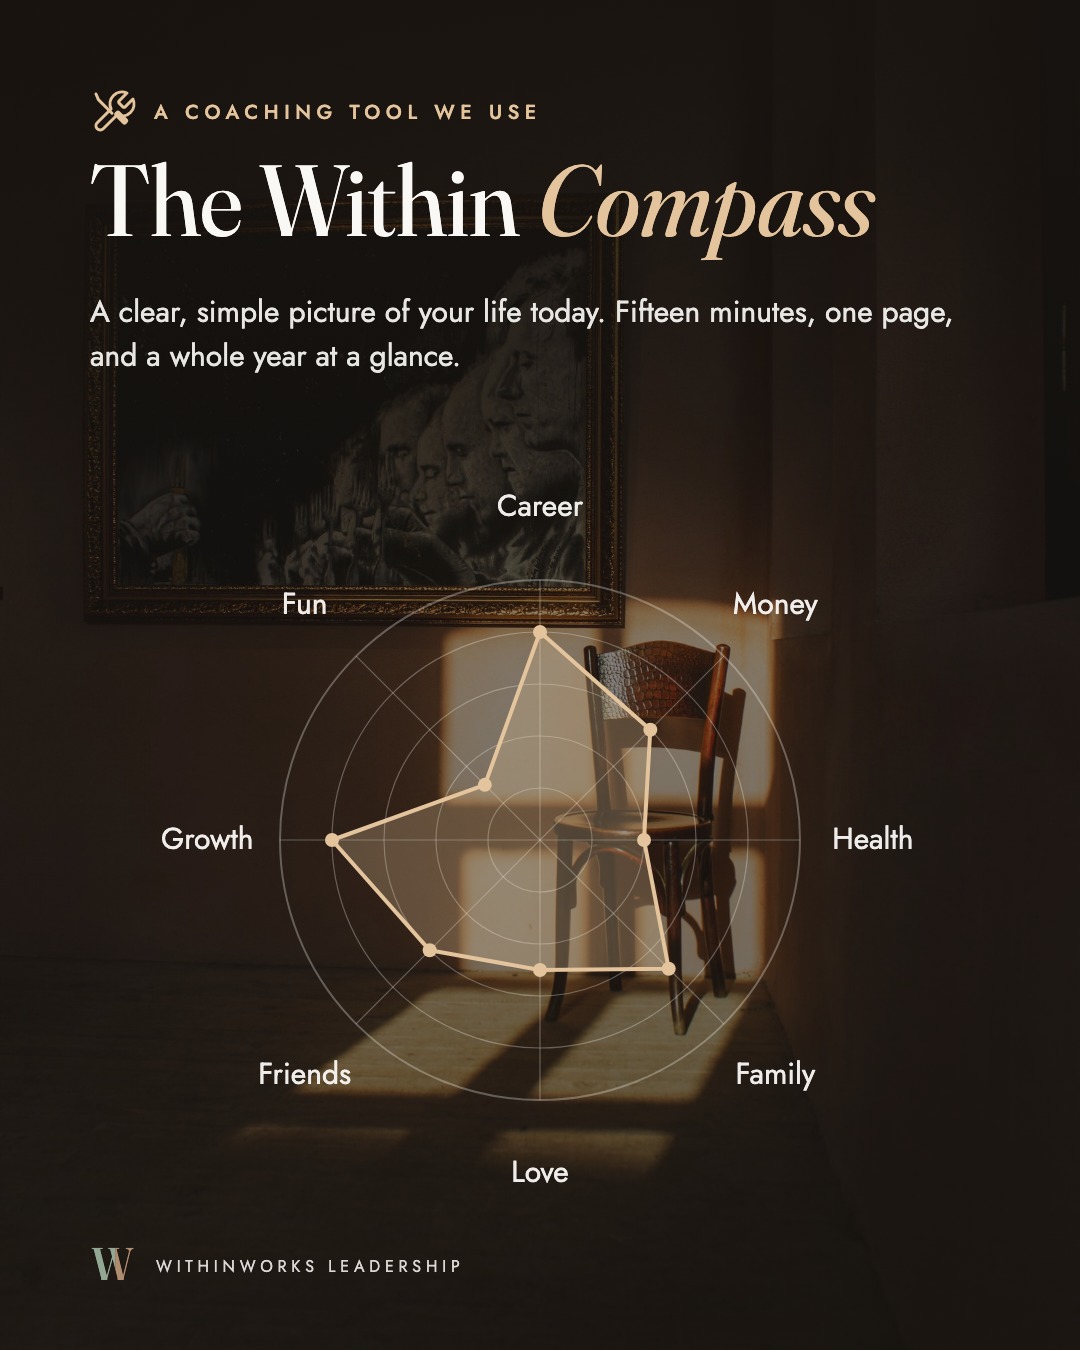 A COACHING TOOL WE USE
The Within Compass
A clear, simple picture of your life today. Fifteen minutes, one page,
and a whole year at a glance.
Career
Fun
Money
Growth
Health
Friends
Family
Love
W WITHINWORKS LEADERSHIP